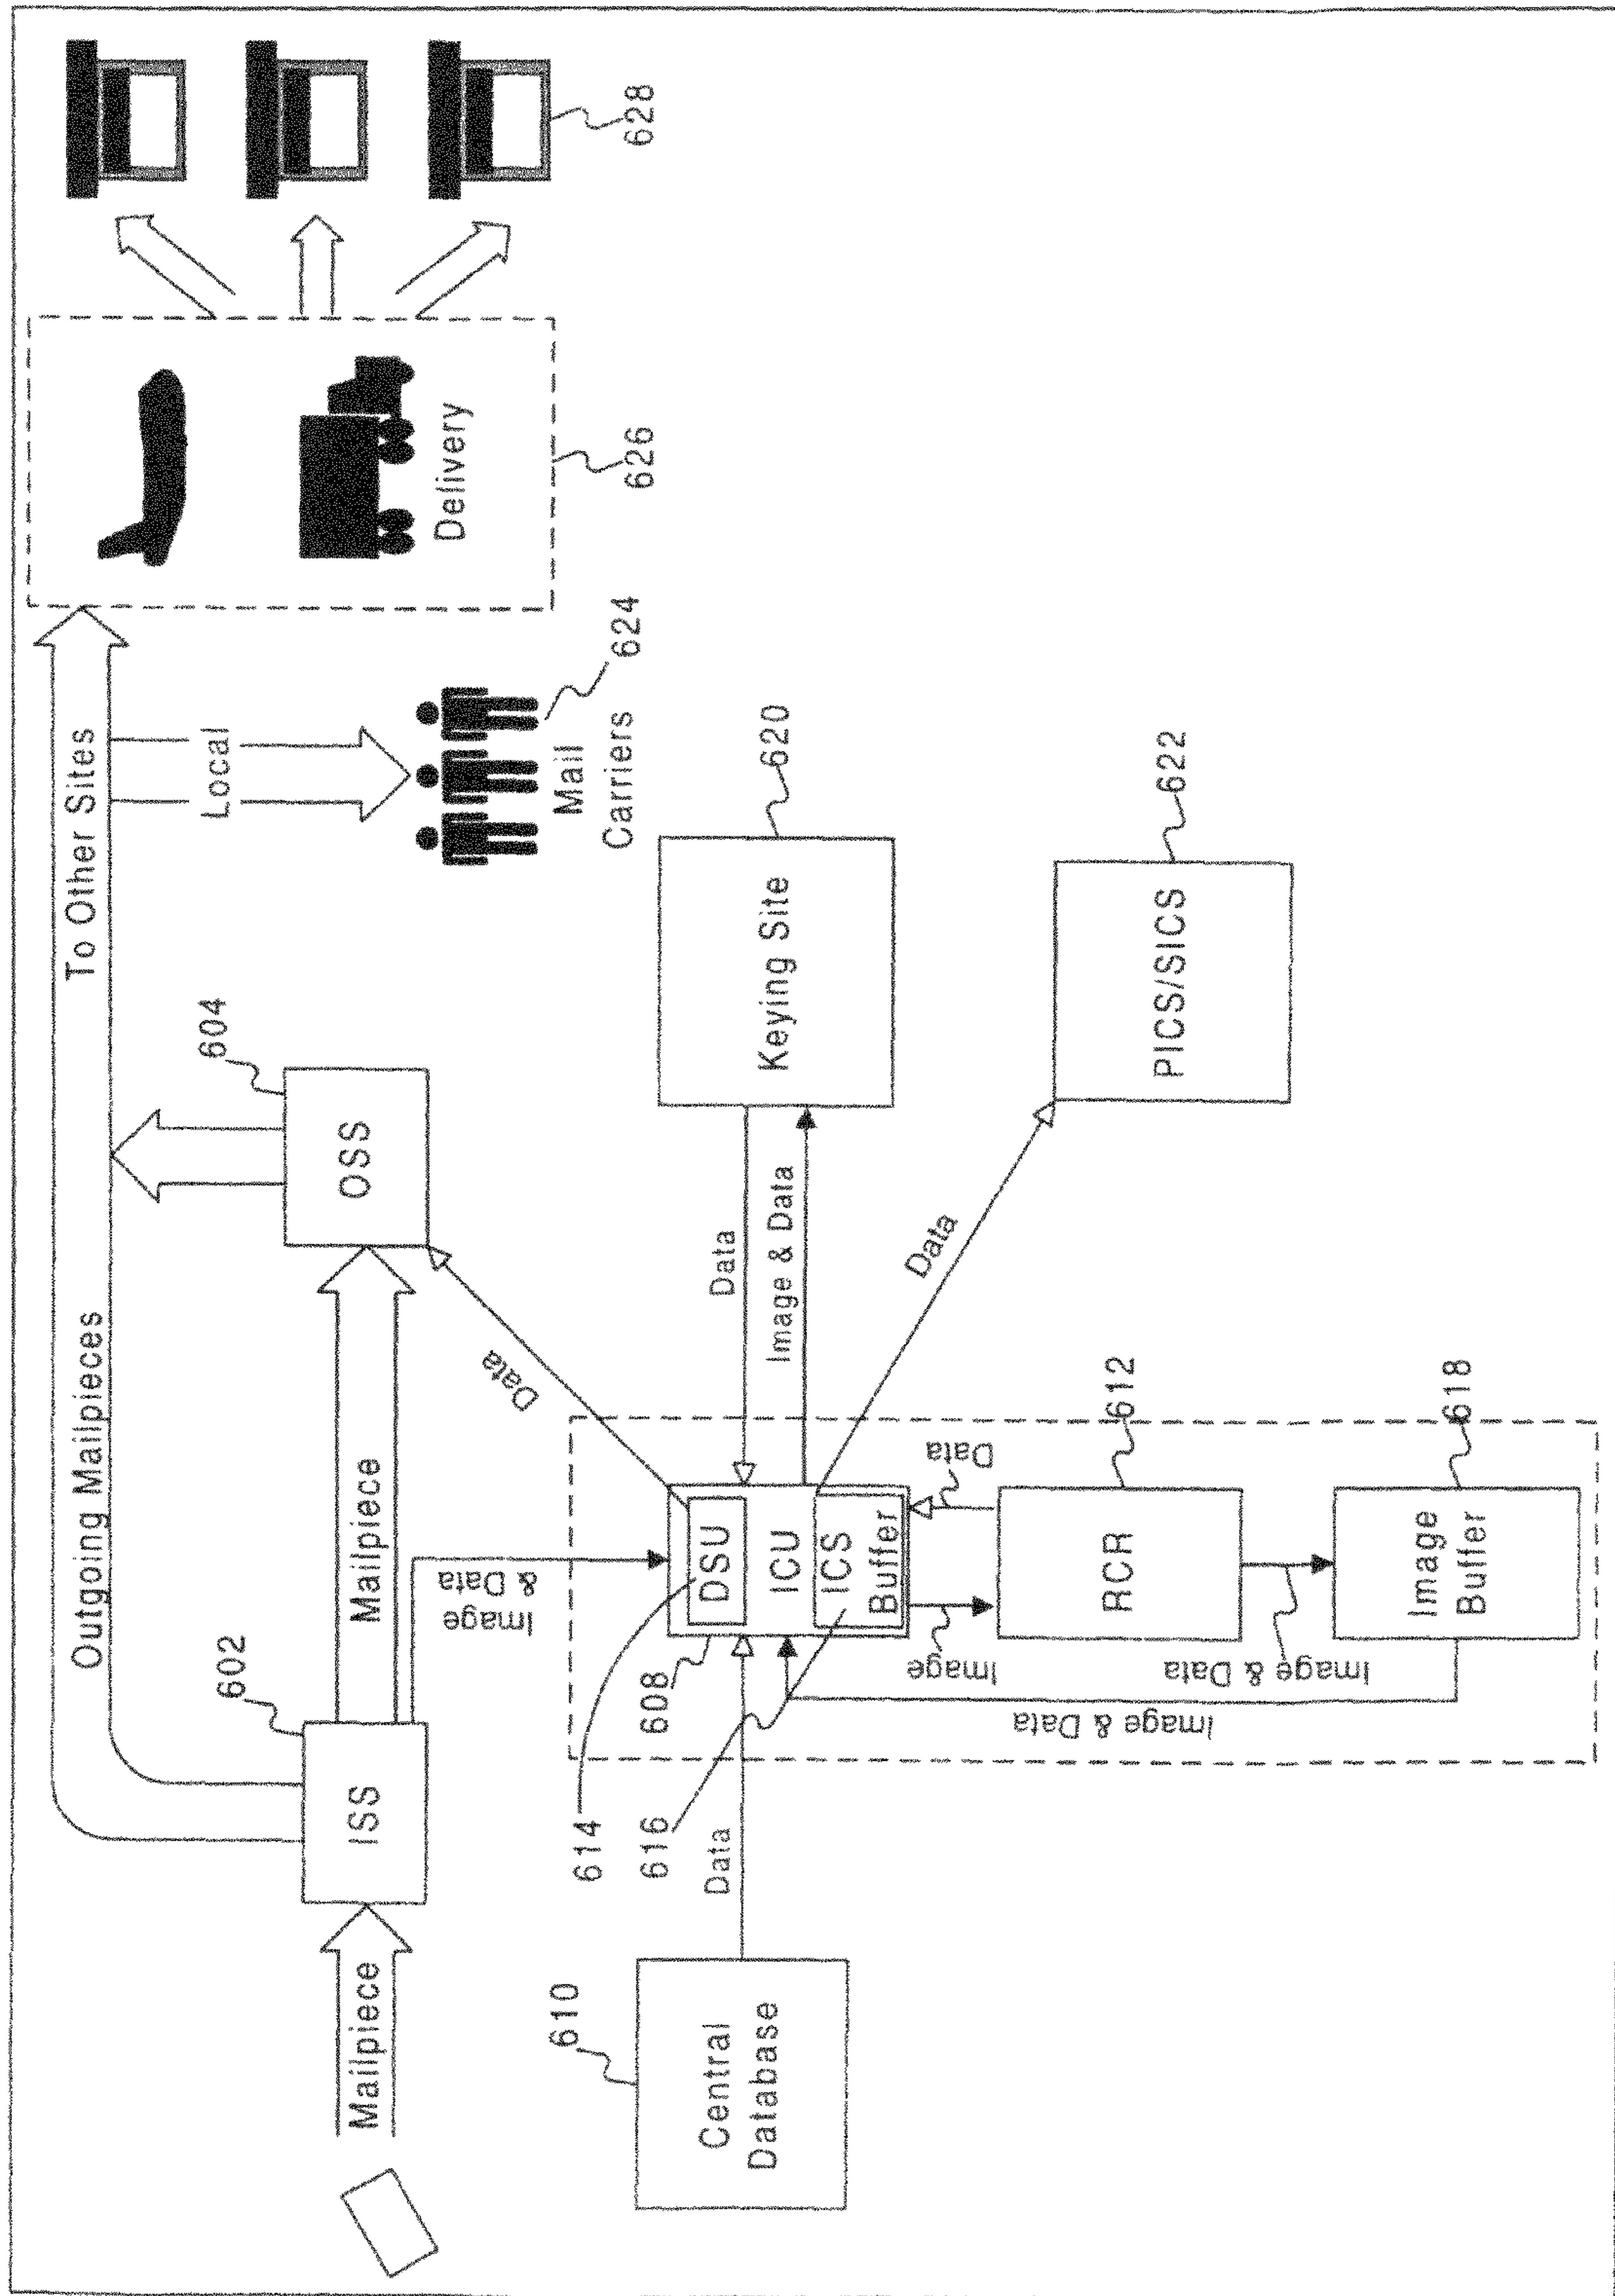 Outgoing Mailpieces
To Other Sites
Local
Mail
Carriers
624
Delivery
626
628
Mailpiece
602
ISS
Mailpiece
604
OSS
Image
& Data
Data
610
Central
Database
Data
614
616
608
DSU
ICU
ICS
Buffer
Data
Image & Data
Keying Site
620
Data
PICS/SICS
622
Image
Data
RCR
612
Image & Data
Image & Data
Image
Buffer
618